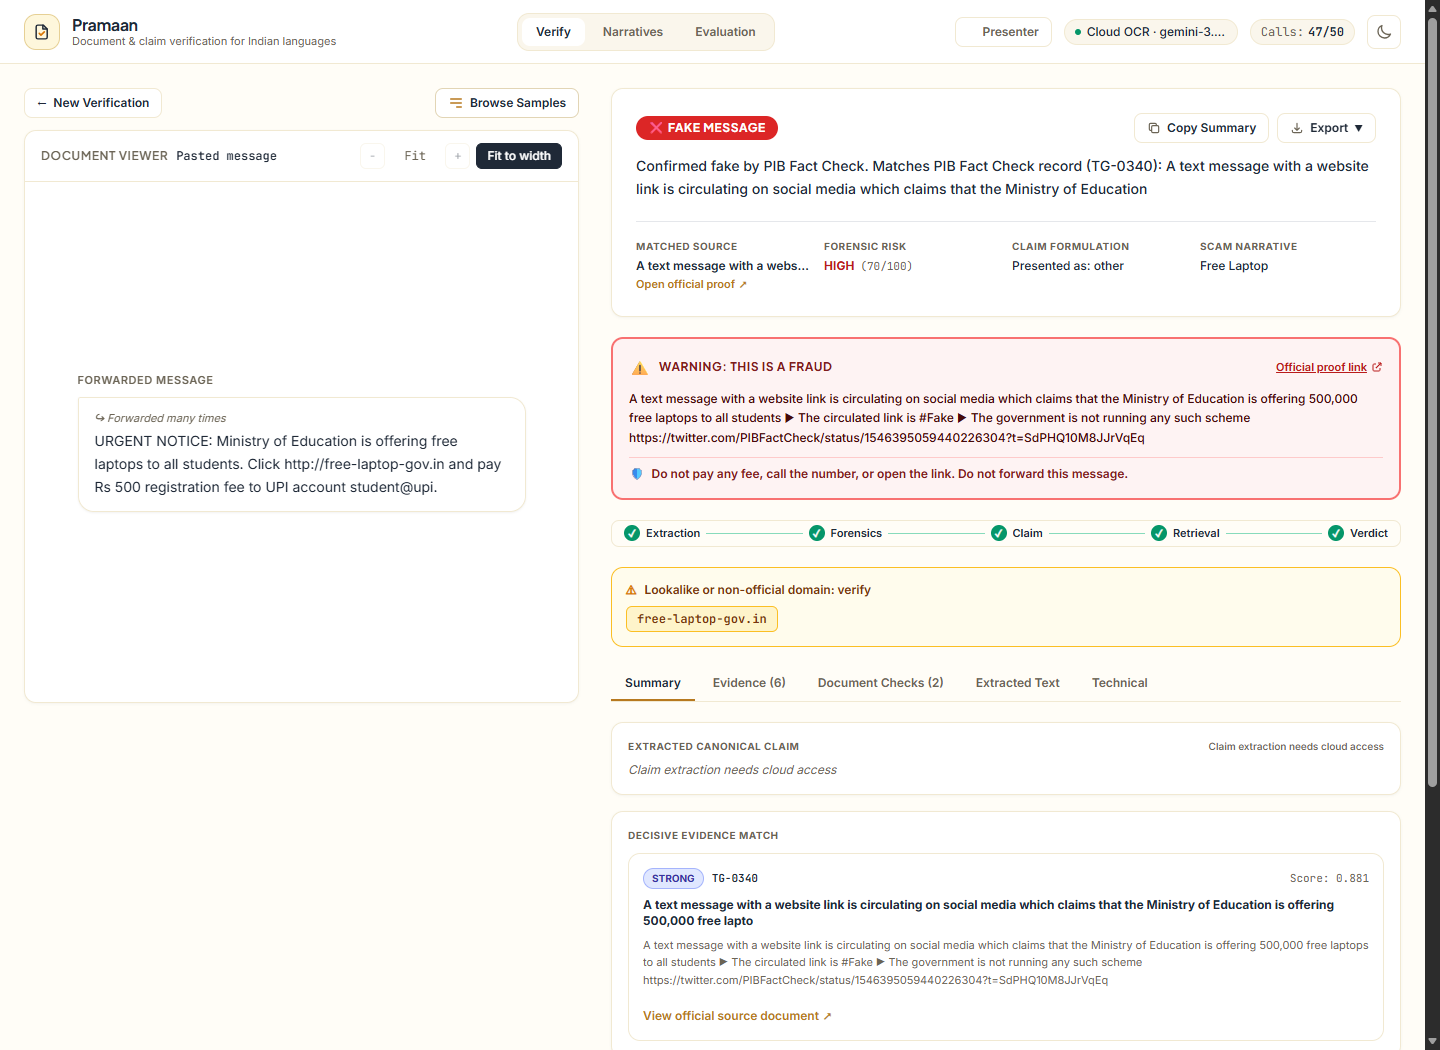 Pramaan
Document & claim verification for Indian languages
Verify Narratives Evaluation
Presenter
Cloud OCR · gemini-3....
Calls: 47/50
← New Verification
Browse Samples
DOCUMENT VIEWER Pasted message
- Fit + Fit to width
FORWARDED MESSAGE
↪ Forwarded many times
URGENT NOTICE: Ministry of Education is offering free
laptops to all students. Click http://free-laptop-gov.in and pay
Rs 500 registration fee to UPI account student@upi.
❌ FAKE MESSAGE
Copy Summary
Export ▼
Confirmed fake by PIB Fact Check. Matches PIB Fact Check record (TG-0340): A text message with a website
link is circulating on social media which claims that the Ministry of Education
MATCHED SOURCE
A text message with a webs...
Open official proof ↗
FORENSIC RISK
HIGH (70/100)
CLAIM FORMULATION
Presented as: other
SCAM NARRATIVE
Free Laptop
⚠️ WARNING: THIS IS A FRAUD
Official proof link
A text message with a website link is circulating on social media which claims that the Ministry of Education is offering 500,000
free laptops to all students ▶ The circulated link is #Fake ▶ The government is not running any such scheme
https://twitter.com/PIBFactCheck/status/1546395059440226304?t=SdPHQ10M8JJrVqEq
Do not pay any fee, call the number, or open the link. Do not forward this message.
Extraction Forensics Claim Retrieval Verdict
⚠ Lookalike or non-official domain: verify
free-laptop-gov.in
Summary Evidence (6) Document Checks (2) Extracted Text Technical
EXTRACTED CANONICAL CLAIM
Claim extraction needs cloud access
Claim extraction needs cloud access
DECISIVE EVIDENCE MATCH
STRONG TG-0340
Score: 0.881
A text message with a website link is circulating on social media which claims that the Ministry of Education is offering
500,000 free lapto
A text message with a website link is circulating on social media which claims that the Ministry of Education is offering 500,000 free laptops
to all students ▶ The circulated link is #Fake ▶ The government is not running any such scheme
https://twitter.com/PIBFactCheck/status/1546395059440226304?t=SdPHQ10M8JJrVqEq
View official source document ↗